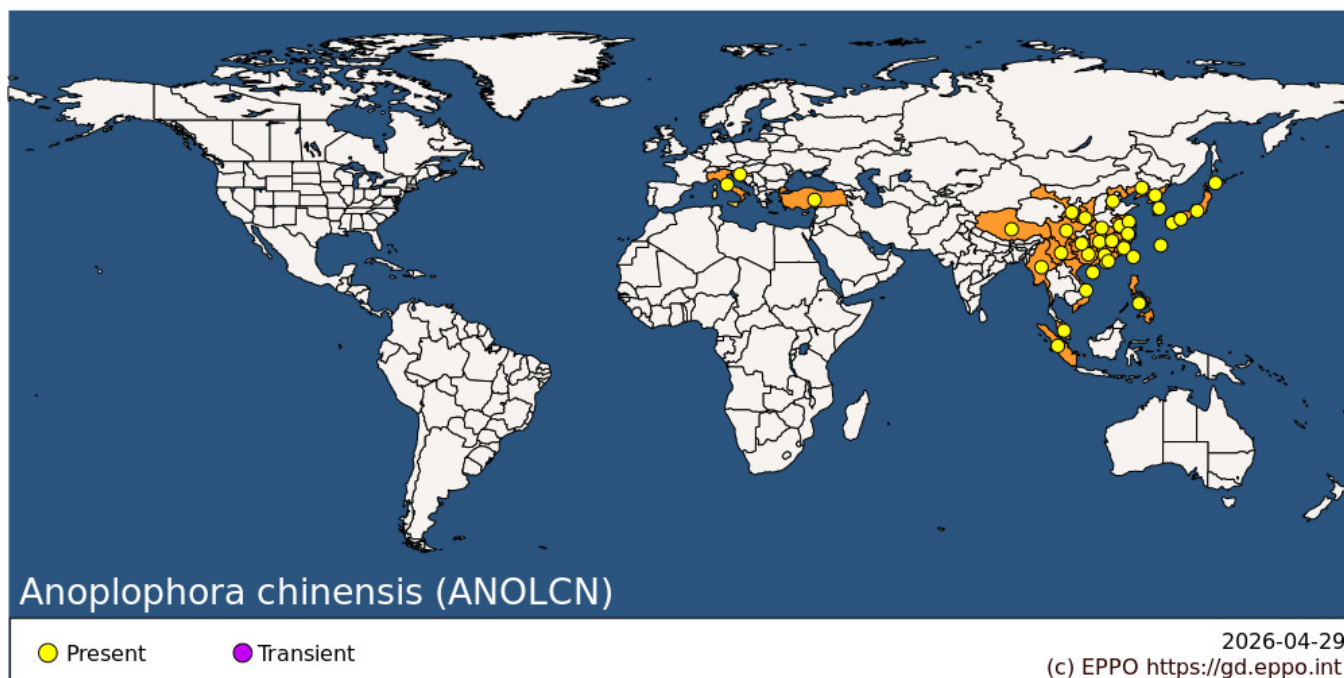 Anoplophora chinensis (ANOLCN)
Present
Transient
2026-04-29
(c) EPPO https://gd.eppo.int